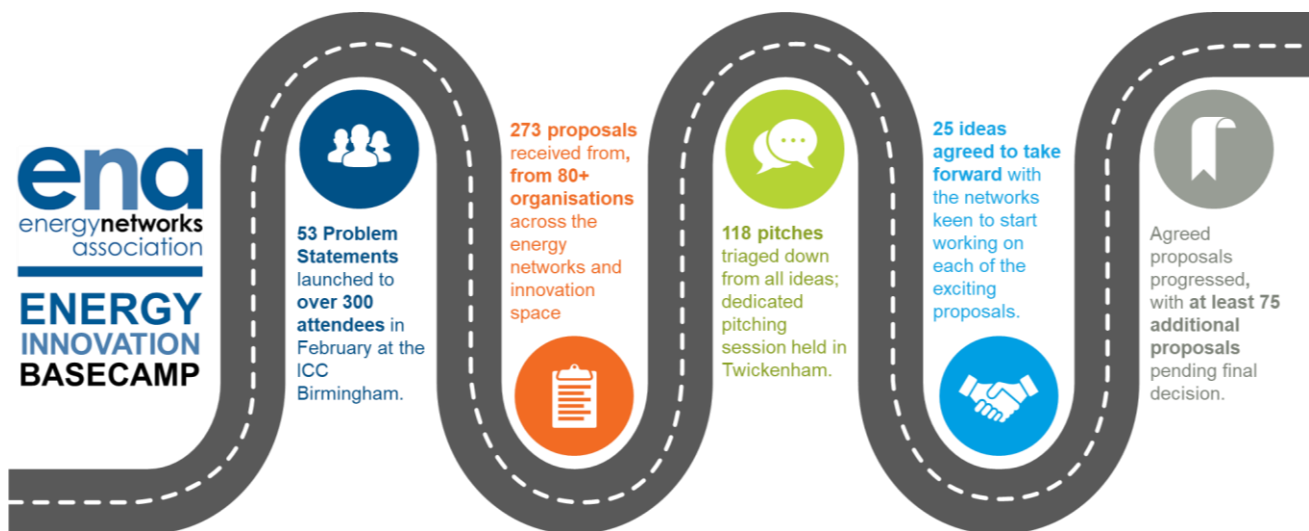 ena
energynetworks
association
ENERGY
INNOVATION
BASECAMP
53 Problem
Statements
launched to
over 300
attendees in
February at the
ICC
Birmingham.
273 proposals
received from,
from 80+
organisations
across the
energy
networks and
innovation
space
118 pitches
triaged down
from all ideas;
dedicated
pitching
session held in
Twickenham.
25 ideas
agreed to take
forward with
the networks
keen to start
working on
each of the
exciting
proposals.
Agreed
proposals
progressed,
with at least 75
additional
proposals
pending final
decision.